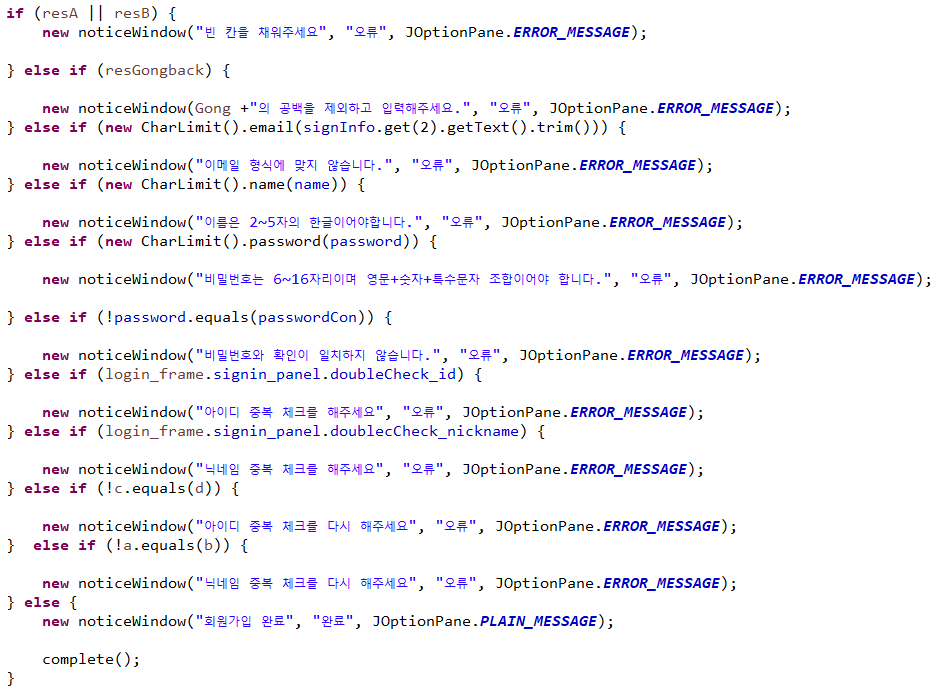 if (resA || resB) {
new noticeWindow("빈 칸을 채워주세요", "오류", JOptionPane.ERROR_MESSAGE);
} else if (resGongback) {
new noticeWindow(Gong +"의 공백을 제외하고 입력해주세요.", "오류", JOptionPane.ERROR_MESSAGE);
} else if (new CharLimit().email(signInfo.get(2).getText().trim())) {
new noticeWindow("이메일 형식에 맞지 않습니다.", "오류", JOptionPane.ERROR_MESSAGE);
} else if (new CharLimit().name(name)) {
new noticeWindow("이름은 2~5자의 한글이어야합니다.", "오류", JOptionPane.ERROR_MESSAGE);
} else if (new CharLimit().password(password)) {
new noticeWindow("비밀번호는 6~16자리이며 영문+숫자+특수문자 조합이어야 합니다.", "오류", JOptionPane.ERROR_MESSAGE);
} else if (!password.equals(passwordCon)) {
new noticeWindow("비밀번호와 확인이 일치하지 않습니다.", "오류", JOptionPane.ERROR_MESSAGE);
} else if (login_frame.signin_panel.doubleCheck_id) {
new noticeWindow("아이디 중복 체크를 해주세요", "오류", JOptionPane.ERROR_MESSAGE);
} else if (login_frame.signin_panel.doublecCheck_nickname) {
new noticeWindow("닉네임 중복 체크를 해주세요", "오류", JOptionPane.ERROR_MESSAGE);
} else if (!c.equals(d)) {
new noticeWindow("아이디 중복 체크를 다시 해주세요", "오류", JOptionPane.ERROR_MESSAGE);
}  else if (!a.equals(b)) {
new noticeWindow("닉네임 중복 체크를 다시 해주세요", "오류", JOptionPane.ERROR_MESSAGE);
} else {
new noticeWindow("회원가입 완료", "완료", JOptionPane.PLAIN_MESSAGE);
complete();
}